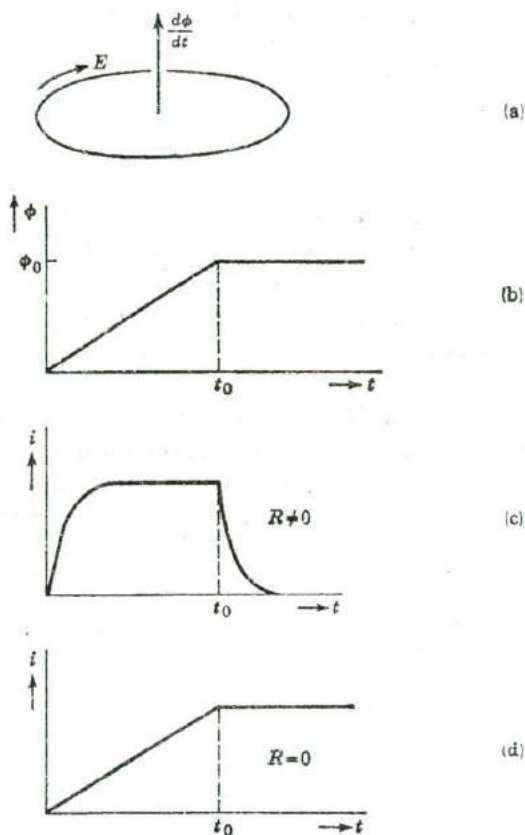 dϕ
dt
E
(a)
ϕ
ϕ₀
t₀
t
(b)
i
R≠0
t₀
t
(c)
i
R=0
t₀
t
(d)